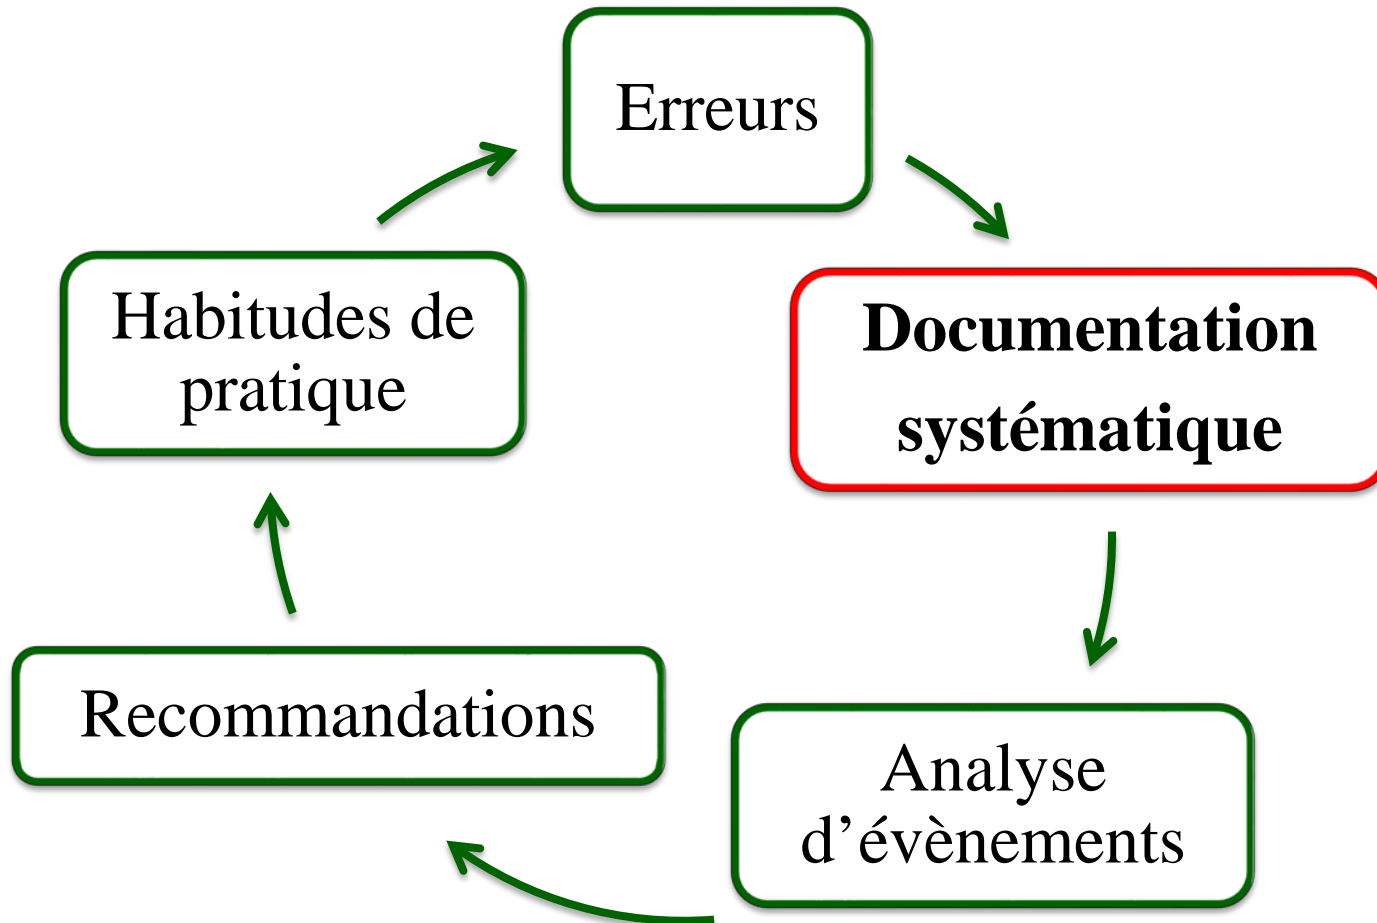 Erreurs
Documentation
systématique
Analyse
d’évènements
Recommandations
Habitudes de
pratique